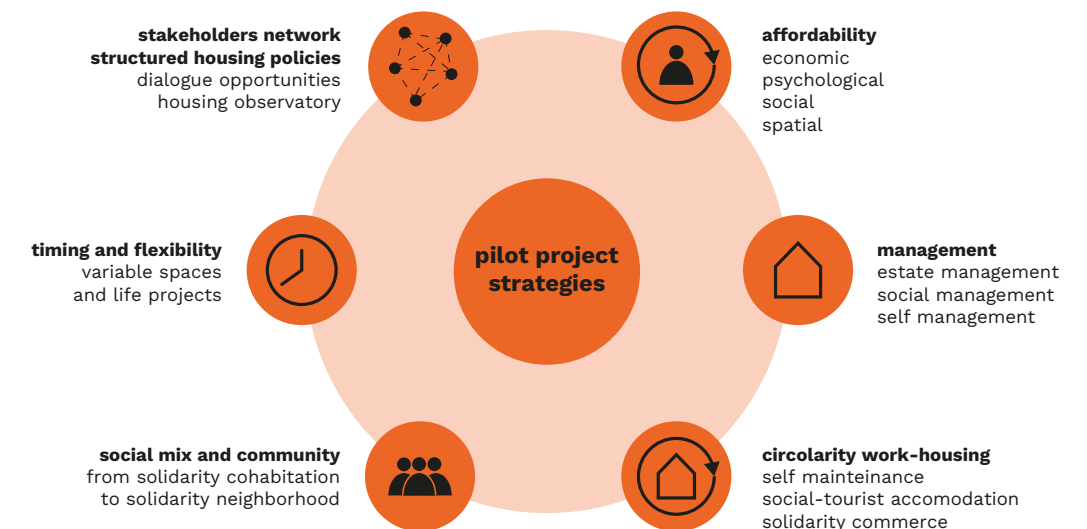 stakeholders network
structured housing policies
dialogue opportunities
housing observatory
affordability
economic
psychological
social
spatial
timing and flexibility
variable spaces
and life projects
pilot project
strategies
management
estate management
social management
self management
social mix and community
from solidarity cohabitation
to solidarity neighborhood
circolarity work-housing
self mainteinance
social-tourist accomodation
solidarity commerce